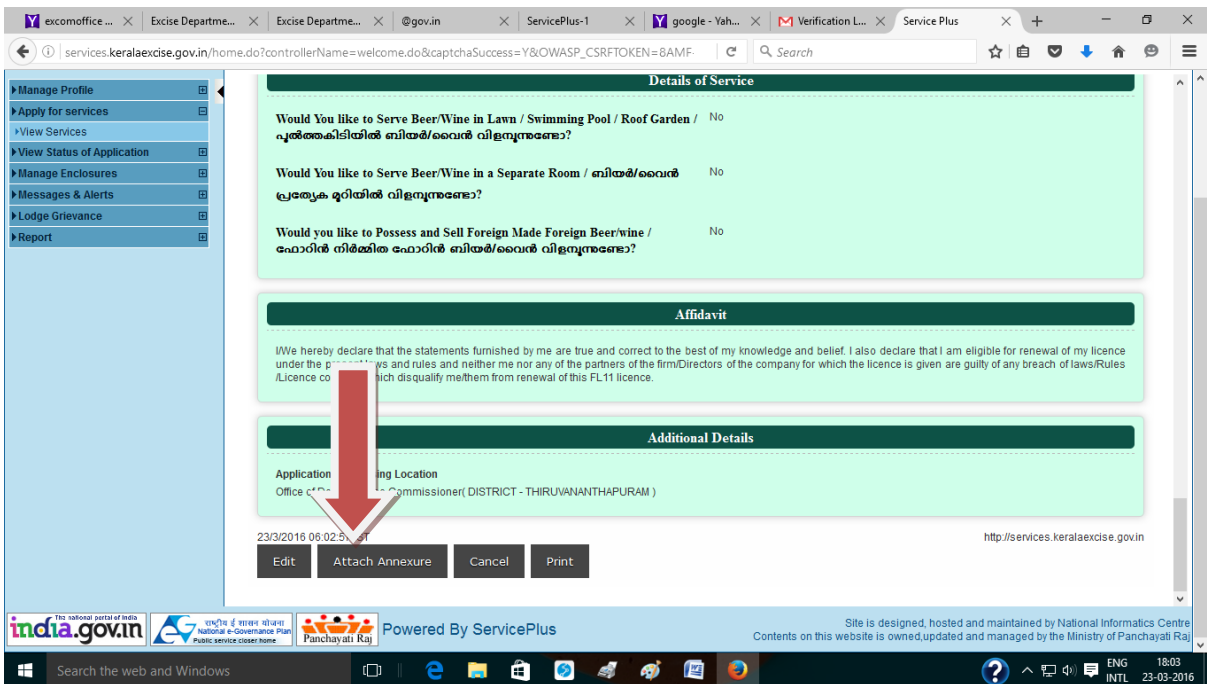 excomoffice ...
Excise Departme...
Excise Departme...
@gov.in
ServicePlus-1
google - Yah...
Verification L...
Service Plus
services.keralaexcise.gov.in/home.do?controllerName=welcome.do&captchaSuccess=Y&OWASP_CSRFTOKEN=8AMF-
Search
Manage Profile
Apply for services
View Services
View Status of Application
Manage Enclosures
Messages & Alerts
Lodge Grievance
Report
Details of Service
Would You like to Serve Beer/Wine in Lawn / Swimming Pool / Roof Garden / No
പുൽത്തകിടിയിൽ ബിയർ/വൈൻ വിളമ്പുന്നുണ്ടോ?
Would You like to Serve Beer/Wine in a Separate Room / ബിയർ/വൈൻ No
പ്രത്യേക മുറിയിൽ വിളമ്പുന്നുണ്ടോ?
Would you like to Possess and Sell Foreign Made Foreign Beer/wine / No
ഫോറിൻ നിർമ്മിത ഫോറിൻ ബിയർ/വൈൻ വിളമ്പുന്നുണ്ടോ?
Affidavit
I/We hereby declare that the statements furnished by me are true and correct to the best of my knowledge and belief. I also declare that I am eligible for renewal of my licence
under the laws and rules and neither me nor any of the partners of the firm/Directors of the company for which the licence is given are guilty of any breach of laws/Rules
/Licence which disqualify me/them from renewal of this FL11 licence.
Additional Details
Application Location
Office Commissioner( DISTRICT - THIRUVANANTHAPURAM )
23/3/2016 06:02:5
http://services.keralaexcise.gov.in
Edit Attach Annexure Cancel Print
The national portal of India
india.gov.in
राष्ट्रीय ई शासन योजना
National e-Governance Plan
Public service closer home
Panchayati Raj
Powered By ServicePlus
Site is designed, hosted and maintained by National Informatics Centre
Contents on this website is owned,updated and managed by the Ministry of Panchayati Raj
Search the web and Windows
ENG
INTL
18:03
23-03-2016